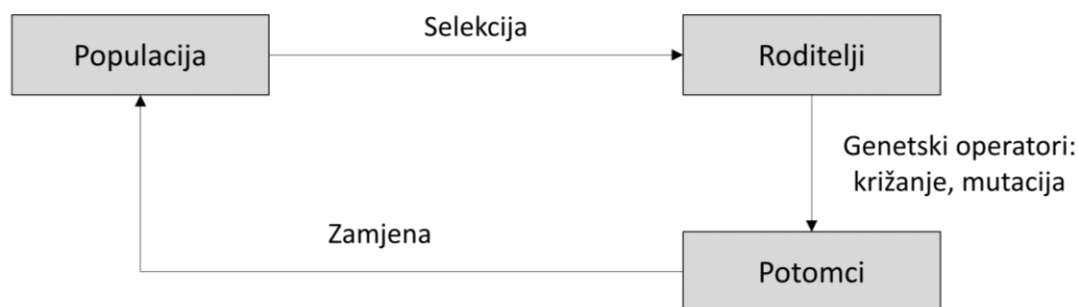 Populacija
Selekcija
Roditelji
Genetski operatori:
križanje, mutacija
Zamjena
Potomci